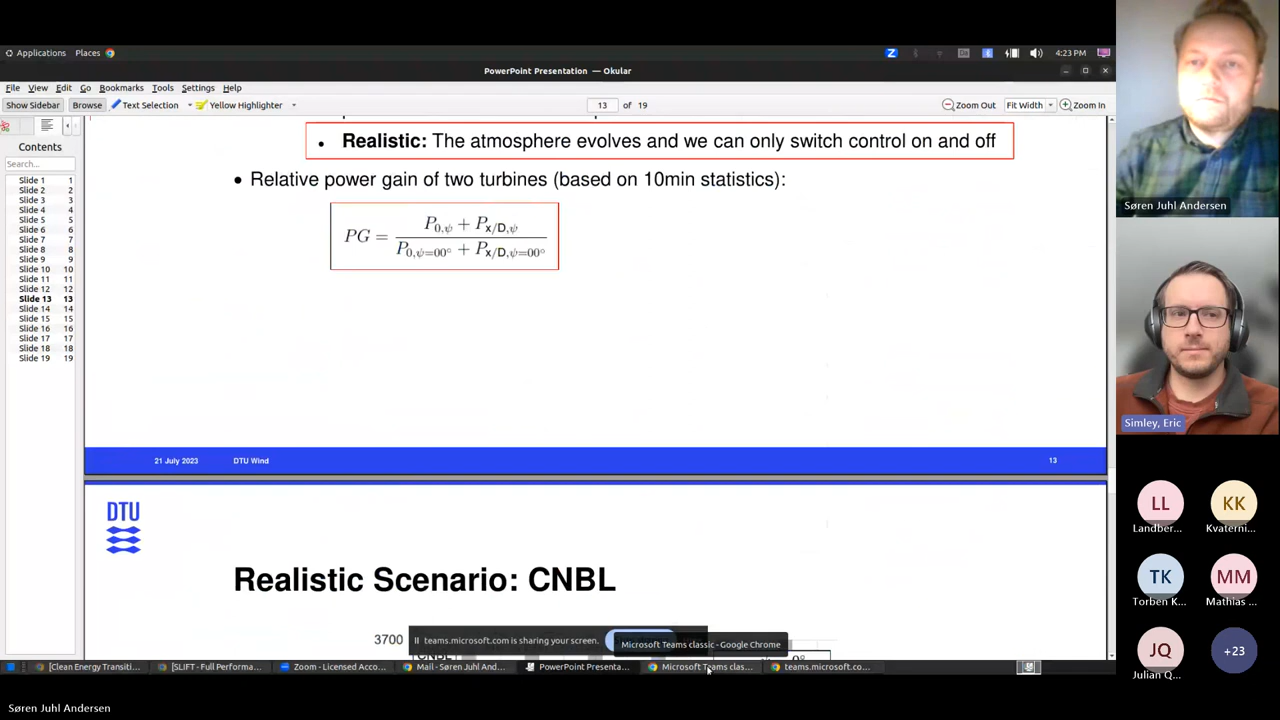 Applications Places 4:23 PM
PowerPoint Presentation — Okular
File View Edit Go Bookmarks Tools Settings Help
Show Sidebar Browse Text Selection Yellow Highlighter 13 of 19 Zoom Out Fit Width Zoom In
Contents
Search...
Slide 1 1
Slide 2 2
Slide 3 3
Slide 4 4
Slide 5 5
Slide 6 6
Slide 7 7
Slide 8 8
Slide 9 9
Slide 10 10
Slide 11 11
Slide 12 12
Slide 13 13
Slide 14 14
Slide 15 15
Slide 16 16
Slide 17 17
Slide 18 18
Slide 19 19
• Realistic: The atmosphere evolves and we can only switch control on and off
• Relative power gain of two turbines (based on 10min statistics):
PG = (P0,ψ + Px/D,ψ) / (P0,ψ=00° + Px/D,ψ=00°)
21 July 2023 DTU Wind 13
DTU
Realistic Scenario: CNBL
3700
teams.microsoft.com is sharing your screen.
Microsoft Teams classic - Google Chrome
[Clean Energy Transiti... [SLIFT - Full Performa... Zoom - Licensed Acco... Mail - Søren Juhl And... PowerPoint Presenta... Microsoft Teams clas... teams.microsoft.co...
Søren Juhl Andersen
Simley, Eric
LL KK
Landber... Kvaterni...
TK MM
Torben K... Mathias ...
JQ +23
Julian Q...
Søren Juhl Andersen